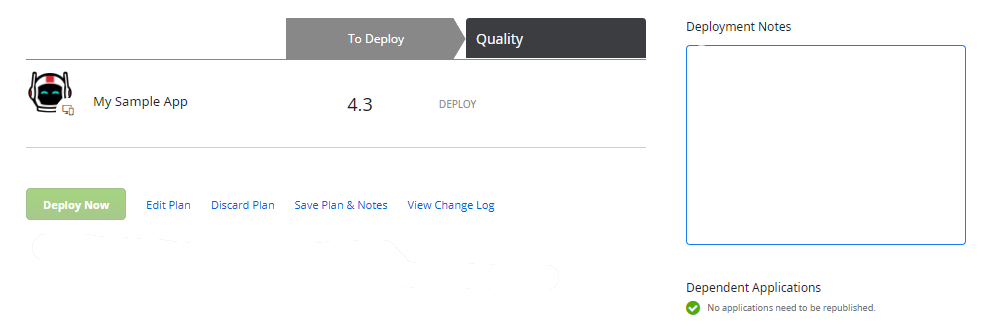 To Deploy
Quality
Deployment Notes
My Sample App
4.3
DEPLOY
Deploy Now
Edit Plan
Discard Plan
Save Plan & Notes
View Change Log
Dependent Applications
No applications need to be republished.